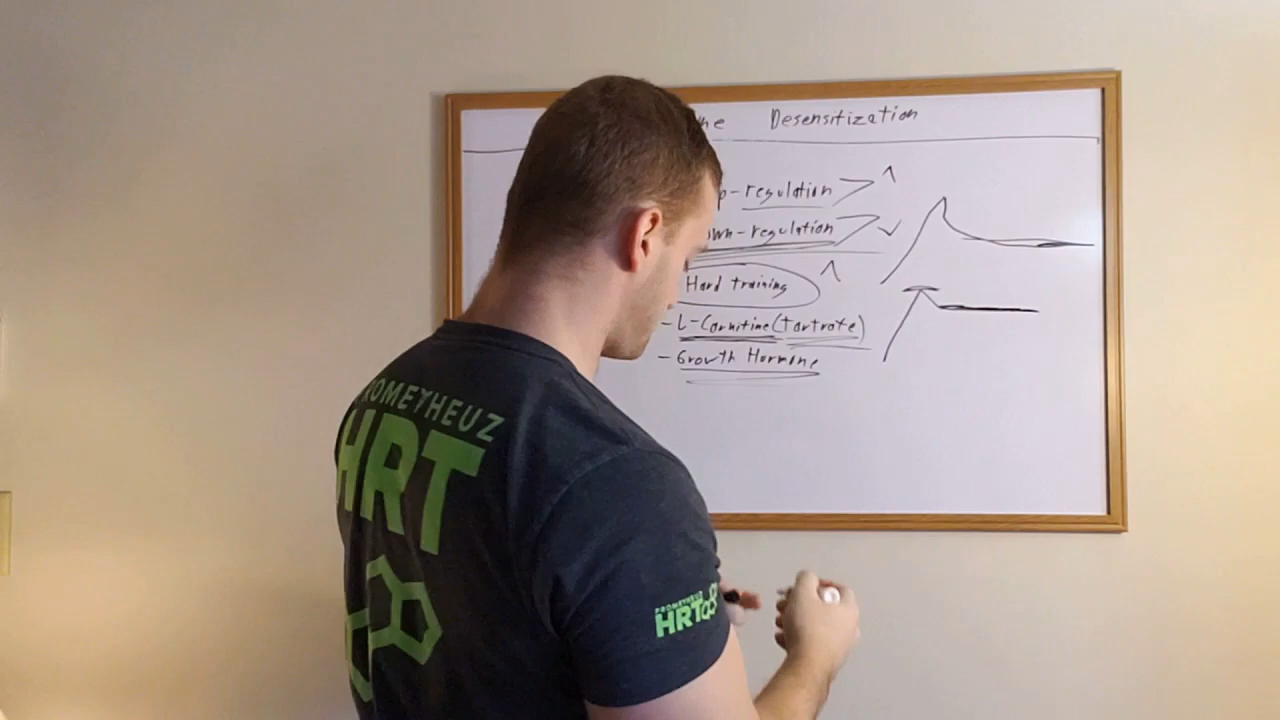 Desensitization
-regulation
-regulation
Hard training
- L-Carnitine (tartrate)
- Growth Hormone
PROMETHEUZ
HRT
PROMETHEUZ
HRT